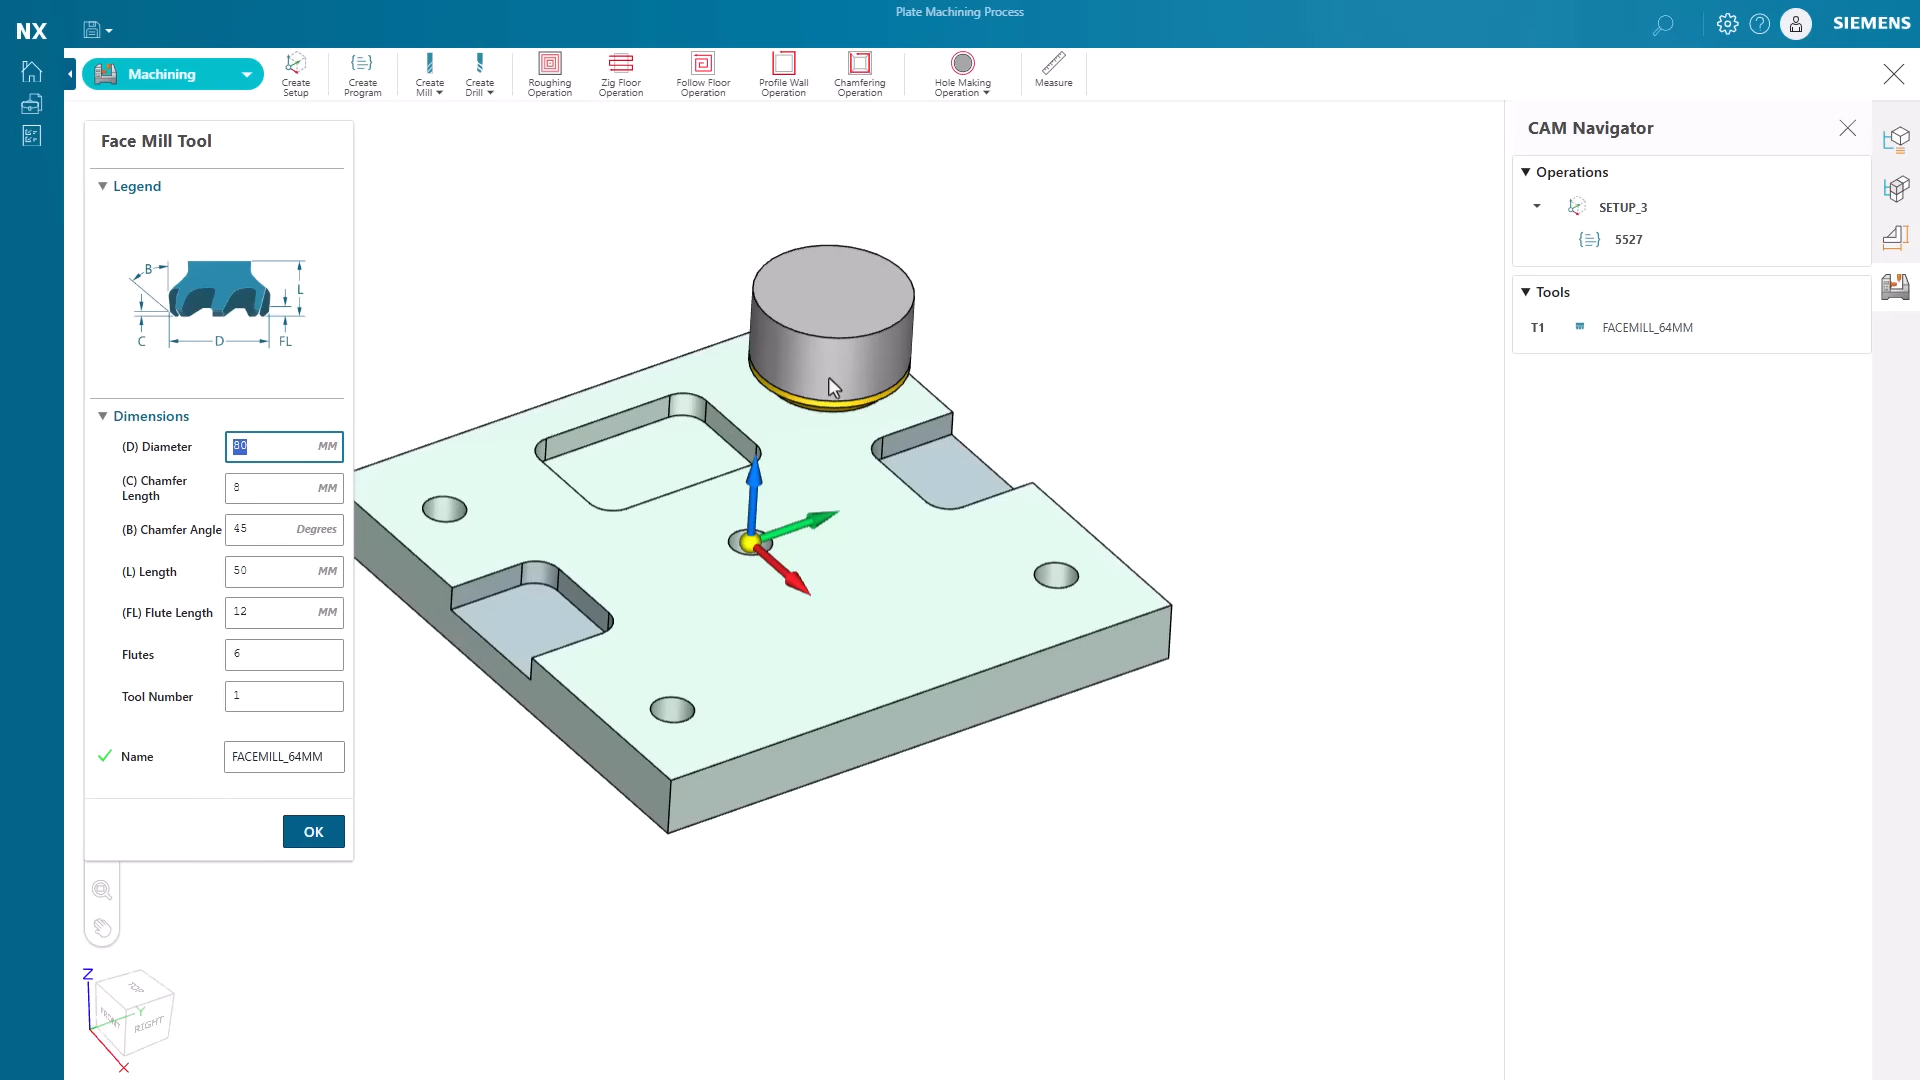 Plate Machining Process
NX
SIEMENS
Machining
Create
Setup
Create
Program
Create
Mill
Create
Drill
Roughing
Operation
Zig Floor
Operation
Follow Floor
Operation
Profile Wall
Operation
Chamfering
Operation
Hole Making
Operation
Measure
Face Mill Tool
Legend
B
L
C
D
FL
Dimensions
(D) Diameter
80 MM
(C) Chamfer
Length
8 MM
(B) Chamfer Angle
45 Degrees
(L) Length
50 MM
(FL) Flute Length
12 MM
Flutes
6
Tool Number
1
Name
FACEMILL_64MM
OK
Z
TOP
FRONT
Y
RIGHT
X
CAM Navigator
Operations
SETUP_3
5527
Tools
T1 FACEMILL_64MM